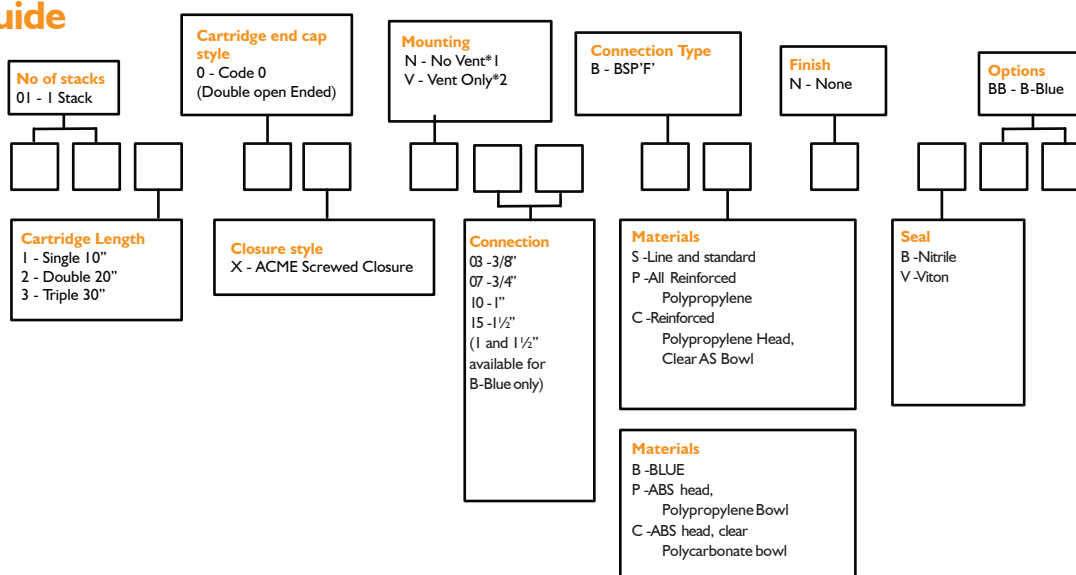 uide
No of stacks
01 - 1 Stack
Cartridge end cap
style
0 - Code 0
(Double open Ended)
Mounting
N - No Vent*1
V - Vent Only*2
Connection Type
B - BSP'F'
Finish
N - None
Options
BB - B-Blue
Cartridge Length
1 - Single 10”
2 - Double 20”
3 - Triple 30”
Closure style
X - ACME Screwed Closure
Connection
03 -3/8”
07 -3/4”
10 -1”
15 -1½”
(1 and 1½”
available for
B-Blue only)
Materials
S -Line and standard
P -All Reinforced
Polypropylene
C -Reinforced
Polypropylene Head,
Clear AS Bowl
Seal
B -Nitrile
V -Viton
Materials
B -BLUE
P -ABS head,
Polypropylene Bowl
C -ABS head, clear
Polycarbonate bowl